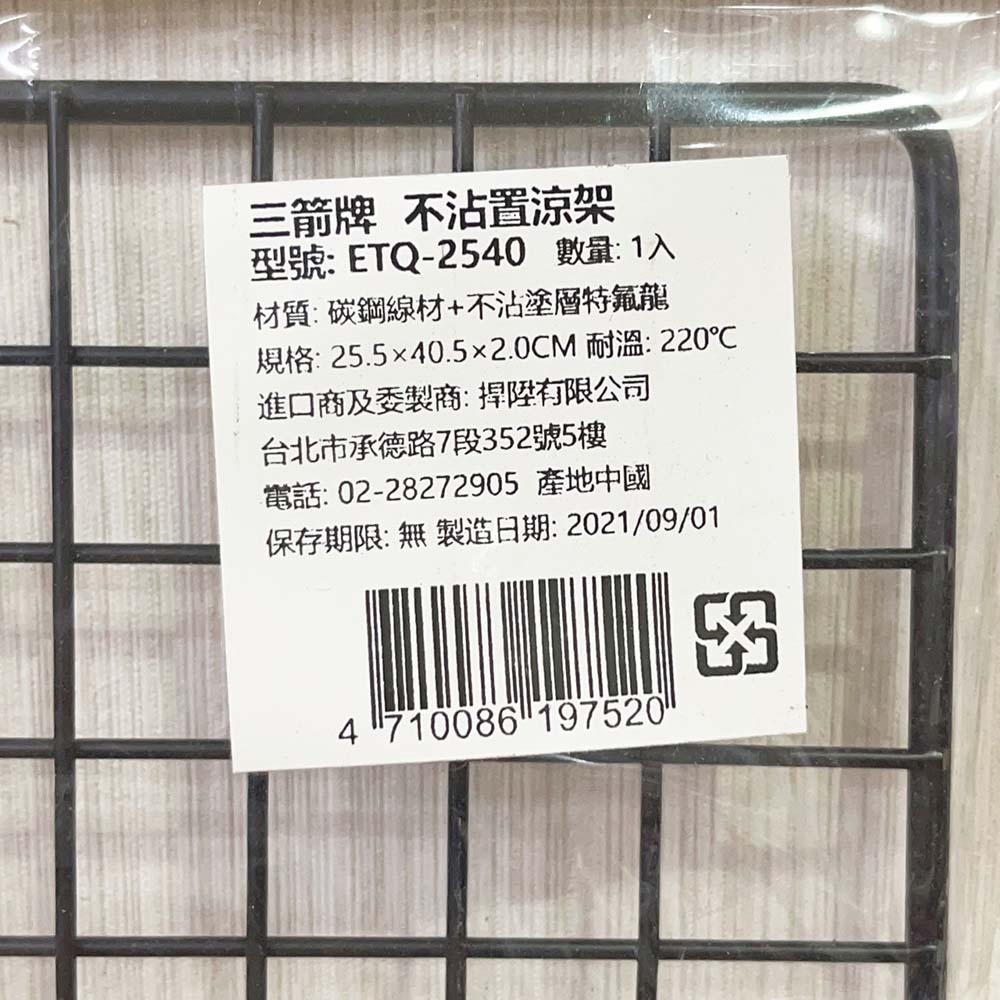 三箭牌 不沾置涼架
型號: ETQ-2540 數量: 1入
材質: 碳鋼線材+不沾塗層特氟龍
規格: 25.5×40.5×2.0CM 耐溫: 220℃
進口商及委製商: 捍陞有限公司
台北市承德路7段352號5樓
電話: 02-28272905 產地中國
保存期限: 無 製造日期: 2021/09/01
4 710086 197520